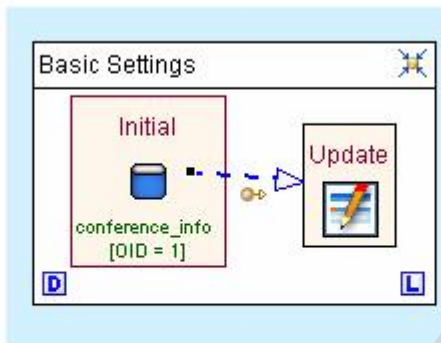 Basic Settings
Initial
Update
conference_info
[OID = 1]
D
L